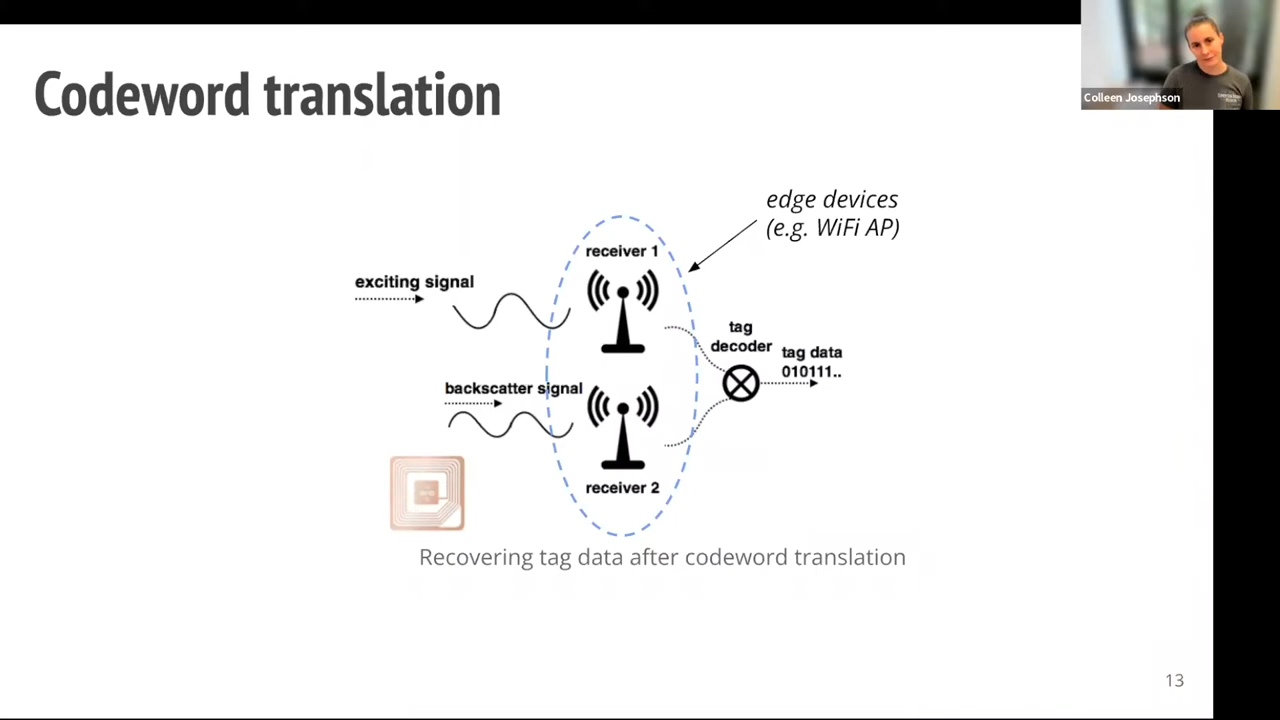 Codeword translation
Colleen Josephson
edge devices
(e.g. WiFi AP)
receiver 1
exciting signal
tag
decoder
tag data
010111..
backscatter signal
receiver 2
Recovering tag data after codeword translation
13